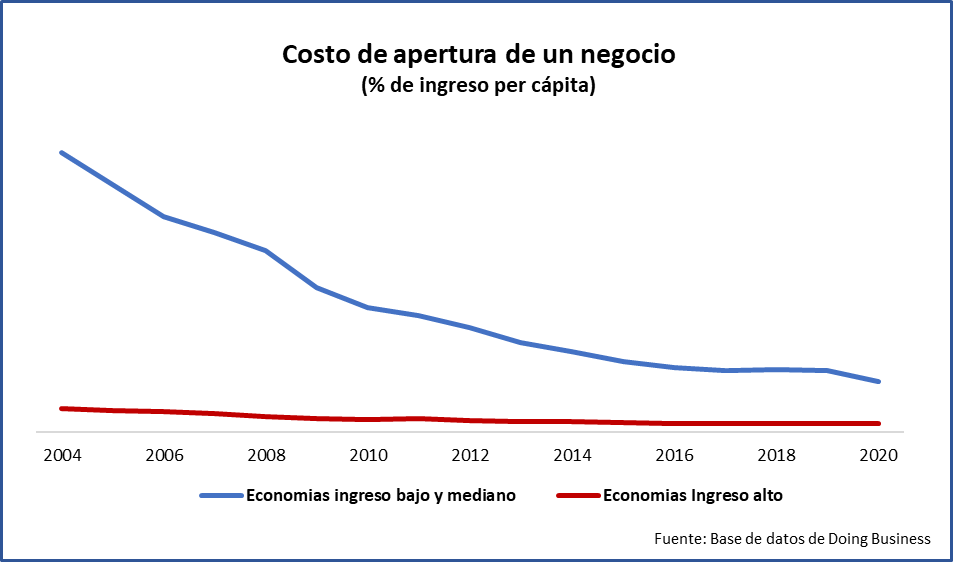 Costo de apertura de un negocio
(% de ingreso per cápita)
2004 2006 2008 2010 2012 2014 2016 2018 2020
Economias ingreso bajo y mediano Economias Ingreso alto
Fuente: Base de datos de Doing Business